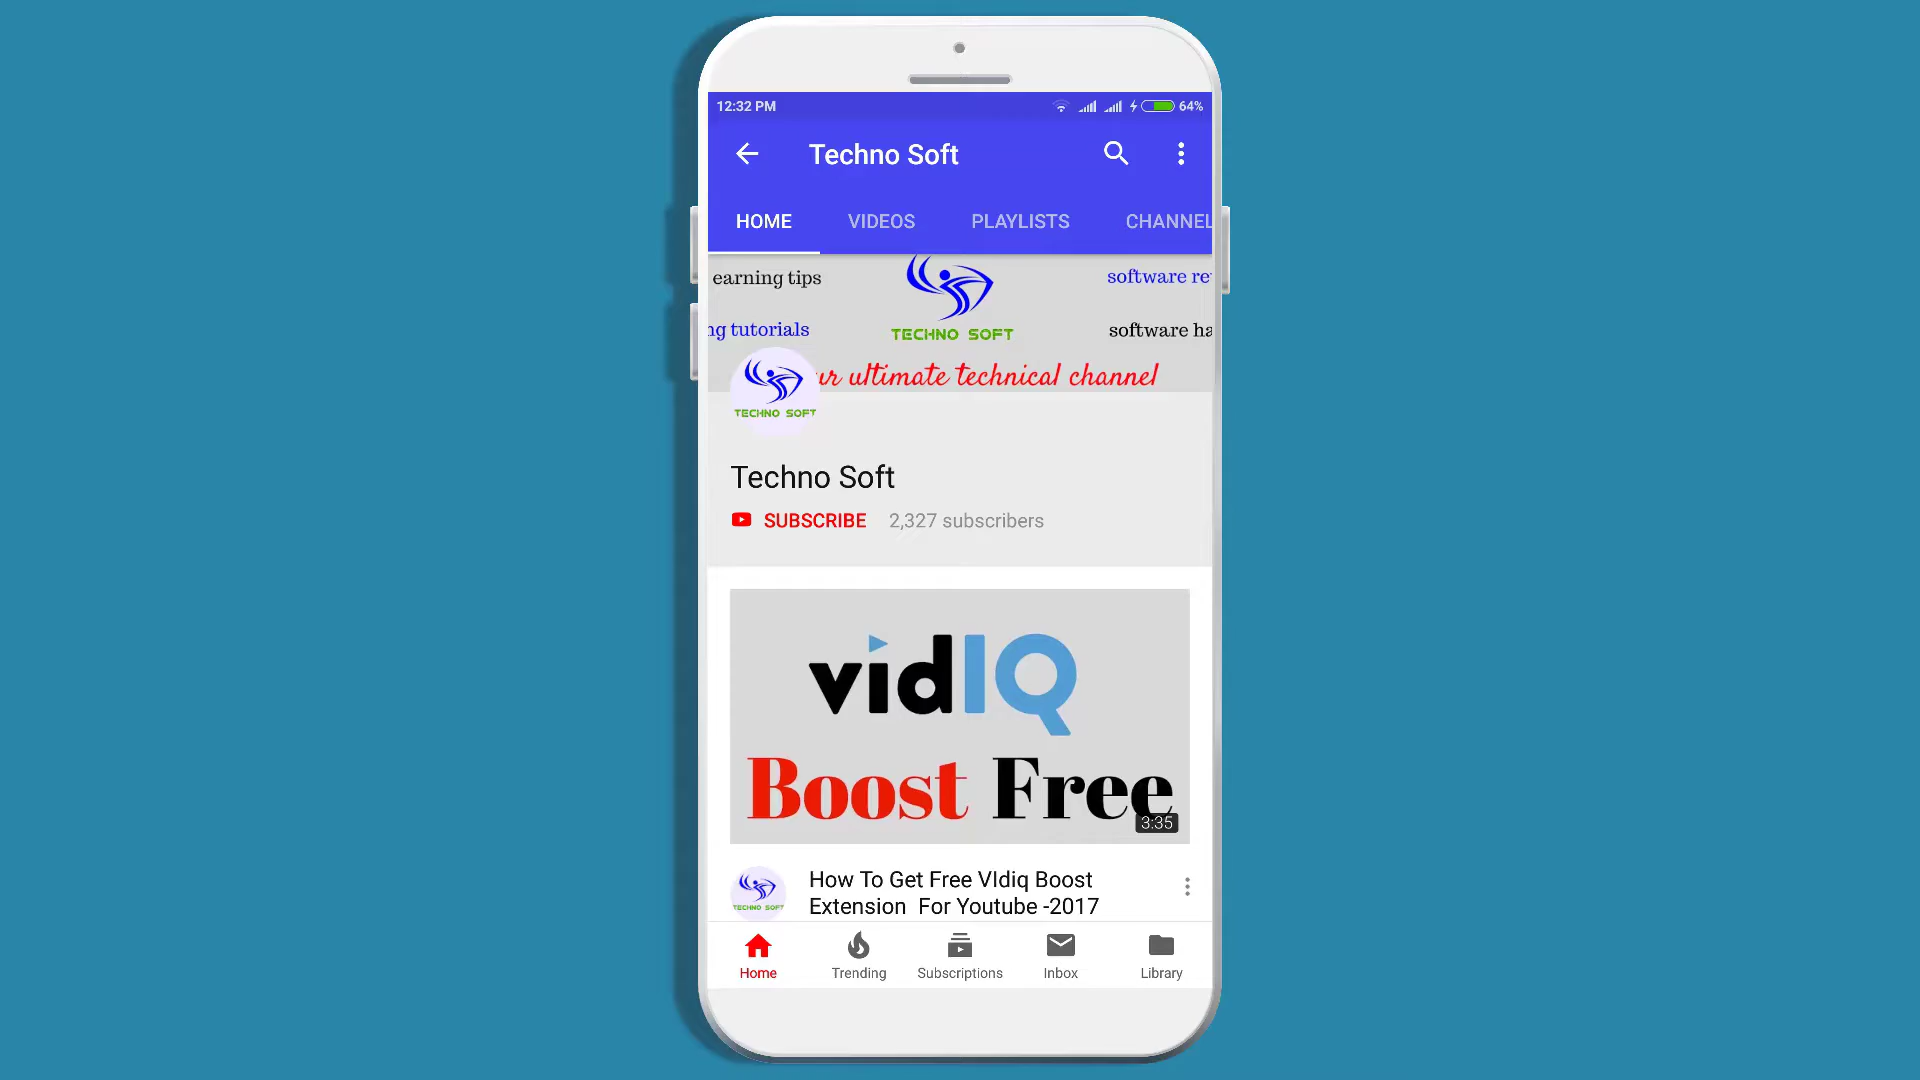 12:32 PM 64%
Techno Soft
HOME VIDEOS PLAYLISTS CHANNEL
earning tips software re
ng tutorials TECHNO SOFT software ha
ur ultimate technical channel
TECHNO SOFT
Techno Soft
SUBSCRIBE 2,327 subscribers
vidIQ
Boost Free
3:35
How To Get Free VIdiq Boost
Extension For Youtube -2017
TECHNO SOFT
Home Trending Subscriptions Inbox Library